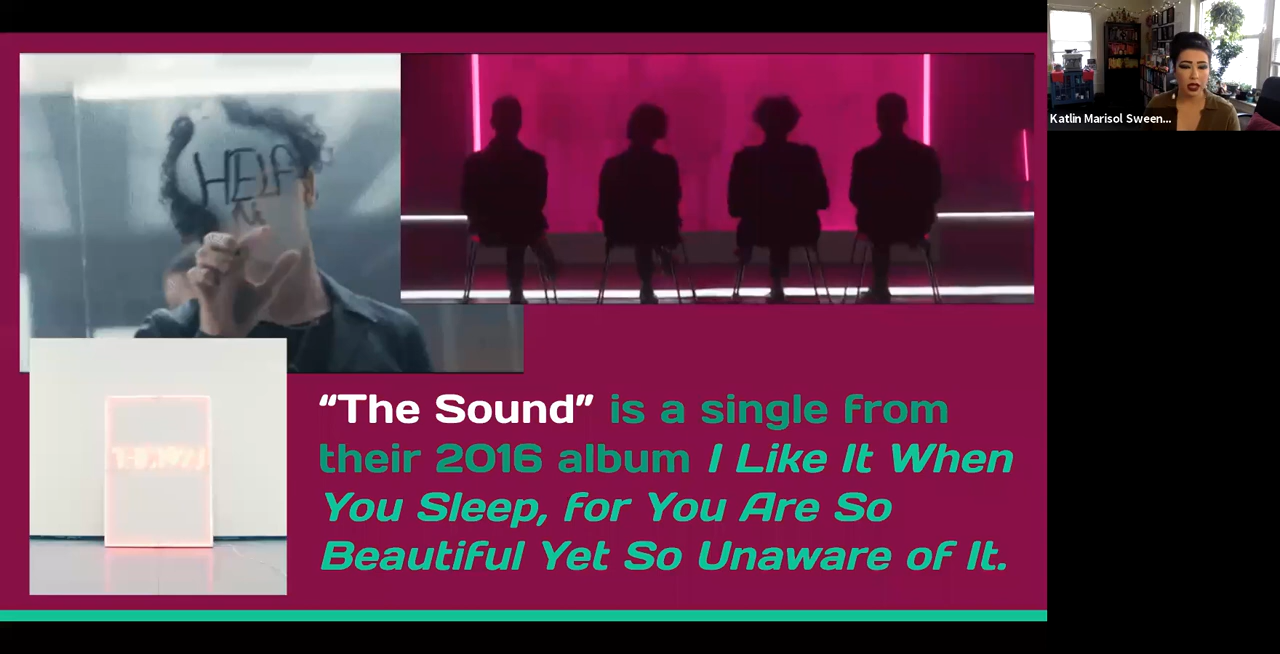 Katlin Marisol Sween...
HELP
“The Sound” is a single from
their 2016 album I Like It When
You Sleep, for You Are So
Beautiful Yet So Unaware of It.